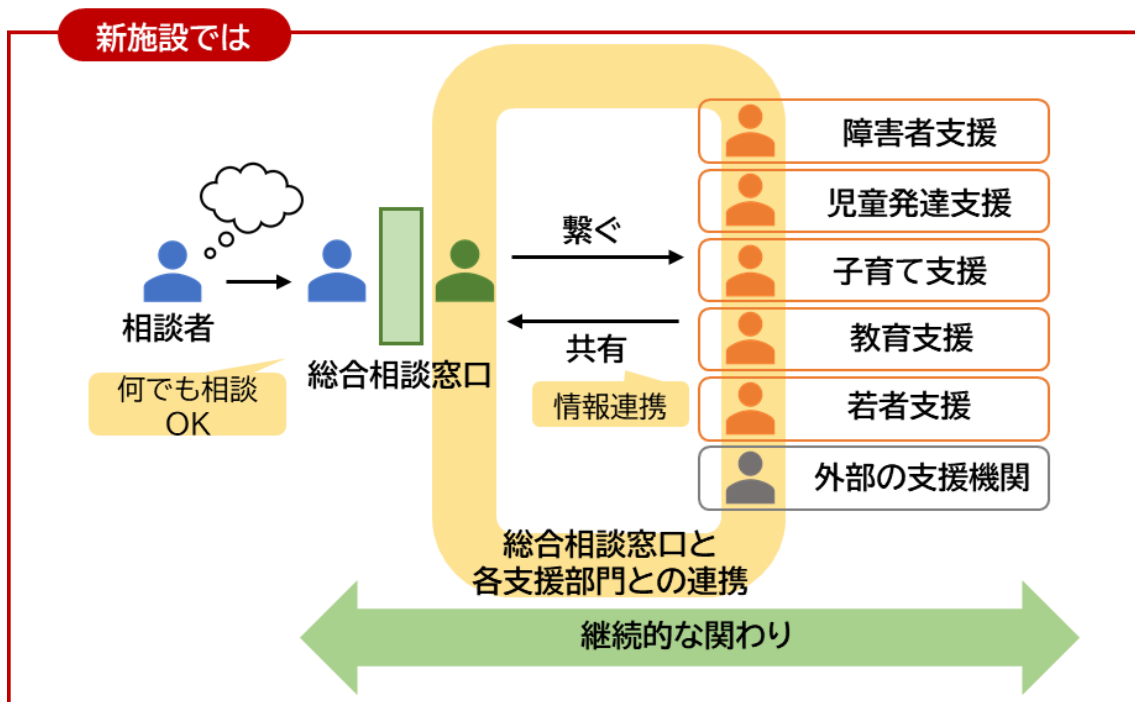 新施設では
相談者
何でも相談
OK
総合相談窓口
繋ぐ
共有
情報連携
障害者支援
児童発達支援
子育て支援
教育支援
若者支援
外部の支援機関
総合相談窓口と
各支援部門との連携
継続的な関わり